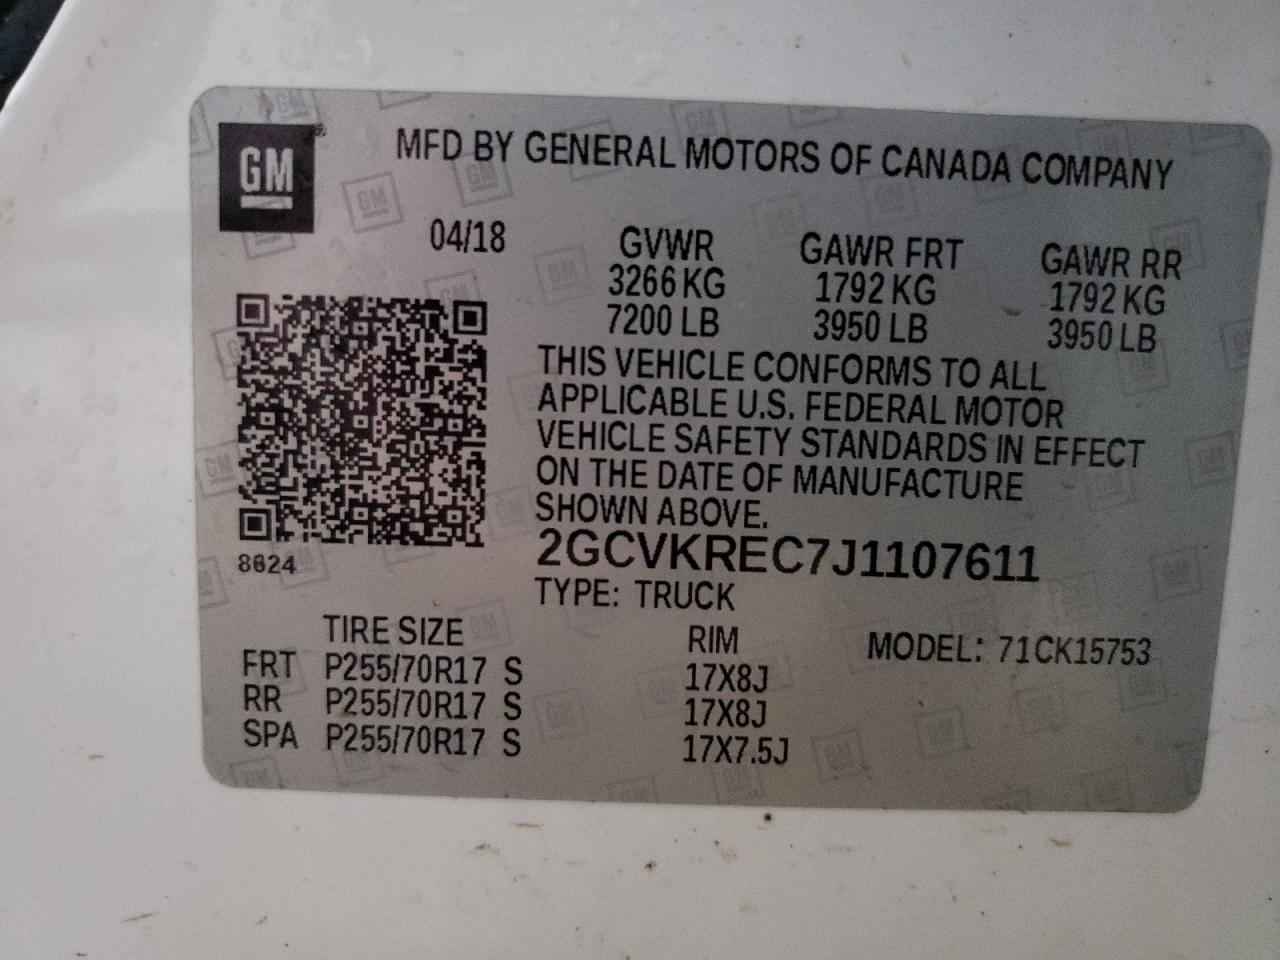 GM
MFD BY GENERAL MOTORS OF CANADA COMPANY
04/18 GVWR GAWR FRT GAWR RR
3266 KG 1792 KG 1792 KG
7200 LB 3950 LB 3950 LB
THIS VEHICLE CONFORMS TO ALL
APPLICABLE U.S. FEDERAL MOTOR
VEHICLE SAFETY STANDARDS IN EFFECT
ON THE DATE OF MANUFACTURE
SHOWN ABOVE.
2GCVKREC7J1107611
8624
TYPE: TRUCK
TIRE SIZE RIM MODEL: 71CK15753
FRT P255/70R17 S 17X8J
RR P255/70R17 S 17X8J
SPA P255/70R17 S 17X7.5J